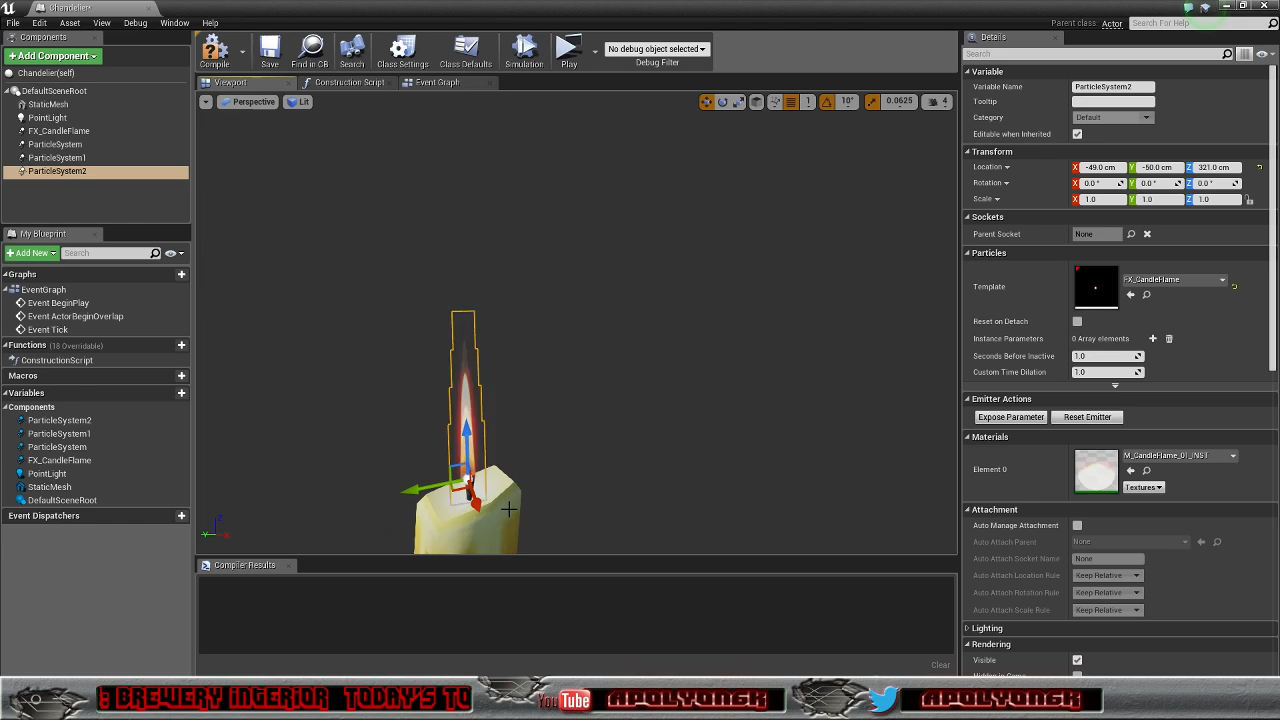 Chandelier*
File Edit Asset View Debug Window Help
Parent class: Actor Search For Help
Components
Add Component
Chandelier(self)
DefaultSceneRoot
StaticMesh
PointLight
FX_CandleFlame
ParticleSystem
ParticleSystem1
ParticleSystem2
My Blueprint
Add New Search
Graphs
EventGraph
Event BeginPlay
Event ActorBeginOverlap
Event Tick
Functions (18 Overridable)
ConstructionScript
Macros
Variables
Components
ParticleSystem2
ParticleSystem1
ParticleSystem
FX_CandleFlame
PointLight
StaticMesh
DefaultSceneRoot
Event Dispatchers
Compile Save Find in CB Search Class Settings Class Defaults Simulation Play
No debug object selected
Debug Filter
Viewport Construction Script Event Graph
Perspective Lit 1 10° 0.0625 4
Z
Y X
Compiler Results
Clear
Details
Search
Variable
Variable Name ParticleSystem2
Tooltip
Category Default
Editable when Inherited
Transform
Location X -49.0 cm Y -50.0 cm Z 321.0 cm
Rotation X 0.0 ° Y 0.0 ° Z 0.0 °
Scale X 1.0 Y 1.0 Z 1.0
Sockets
Parent Socket None
Particles
Template FX_CandleFlame
Reset on Detach
Instance Parameters 0 Array elements
Seconds Before Inactive 1.0
Custom Time Dilation 1.0
Emitter Actions
Expose Parameter Reset Emitter
Materials
Element 0 M_CandleFlame_01_INST
Textures
Attachment
Auto Manage Attachment
Auto Attach Parent None
Auto Attach Socket Name None
Auto Attach Location Rule Keep Relative
Auto Attach Rotation Rule Keep Relative
Auto Attach Scale Rule Keep Relative
Lighting
Rendering
Visible
: BREWERY INTERIOR TODAY'S TO
YouTube APOLYONGK APOLYONGK